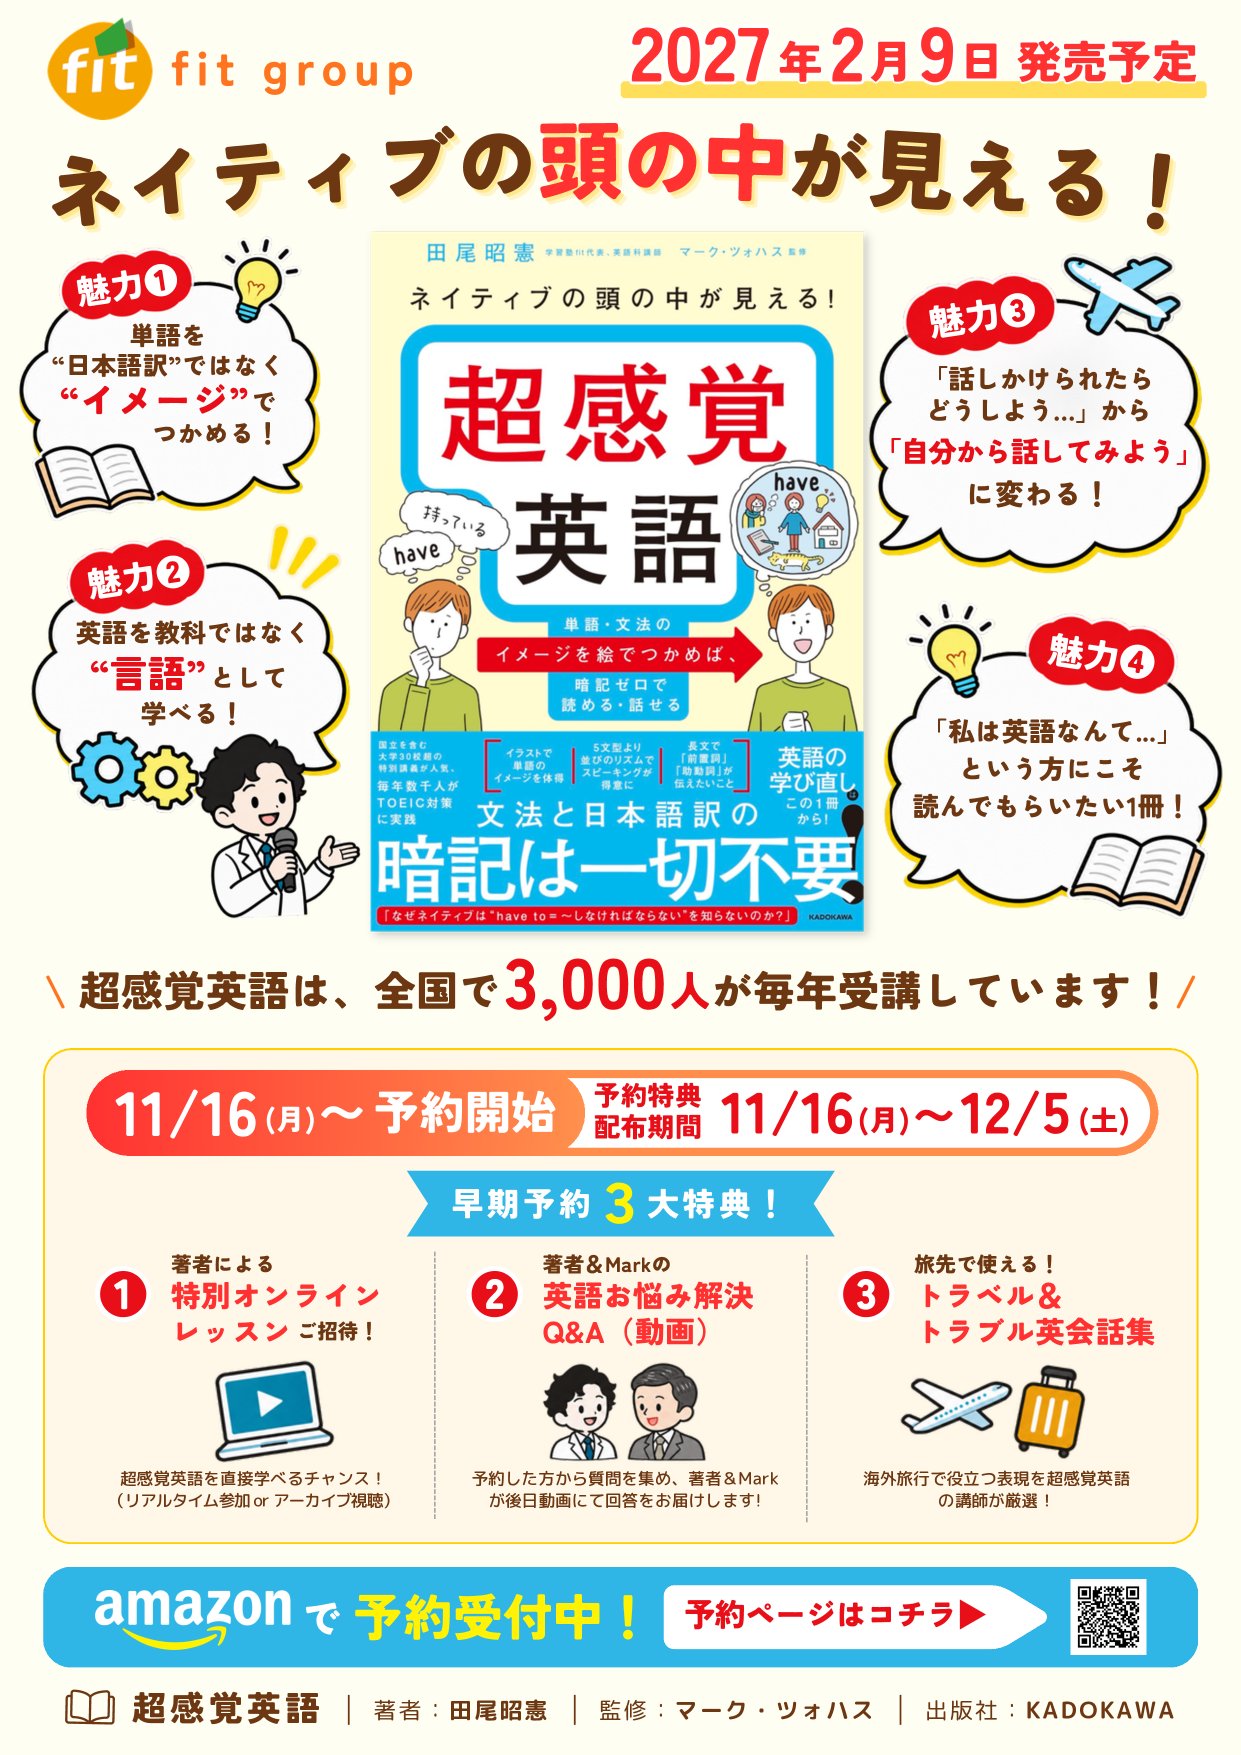 fit
fit group
2027年2月9日 発売予定
ネイティブの頭の中が見える！
魅力1
単語を
“日本語訳”ではなく
“イメージ”で
つかめる！
魅力2
英語を教科ではなく
“言語”として
学べる！
田尾昭憲 学習塾fit代表、英語科講師 マーク・ツォハス 監修
ネイティブの頭の中が見える！
超感覚
英語
持っている
have
have
単語・文法の
イメージを絵でつかめば、
暗記ゼロで
読める・話せる
国立を含む
大学30校超の
特別講義が人気、
毎年数千人が
TOEIC対策
に実践
イラストで
単語の
イメージを体得
5文型より
並びのリズムで
スピーキングが
得意に
長文で
「前置詞」
「助動詞」が
伝えたいこと
英語の
学び直しは
この1冊
から！
文法と日本語訳の
暗記は一切不要！
「なぜネイティブは“have to＝～しなければならない”を知らないのか？」
KADOKAWA
魅力3
「話しかけられたら
どうしよう…」から
「自分から話してみよう」
に変わる！
魅力4
「私は英語なんて…」
という方にこそ
読んでもらいたい1冊！
\ 超感覚英語は、全国で3,000人が毎年受講しています！ /
11/16(月)～予約開始
予約特典
配布期間
11/16(月)～12/5(土)
早期予約3大特典！
1
著者による
特別オンライン
レッスンご招待！
超感覚英語を直接学べるチャンス！
（リアルタイム参加 or アーカイブ視聴）
2
著者＆Markの
英語お悩み解決
Q&A（動画）
予約した方から質問を集め、著者＆Mark
が後日動画にて回答をお届けします!
3
旅先で使える！
トラベル＆
トラブル英会話集
海外旅行で役立つ表現を超感覚英語
の講師が厳選！
amazonで予約受付中！
予約ページはコチラ▶
超感覚英語 | 著者：田尾昭憲 | 監修：マーク・ツォハス | 出版社：KADOKAWA